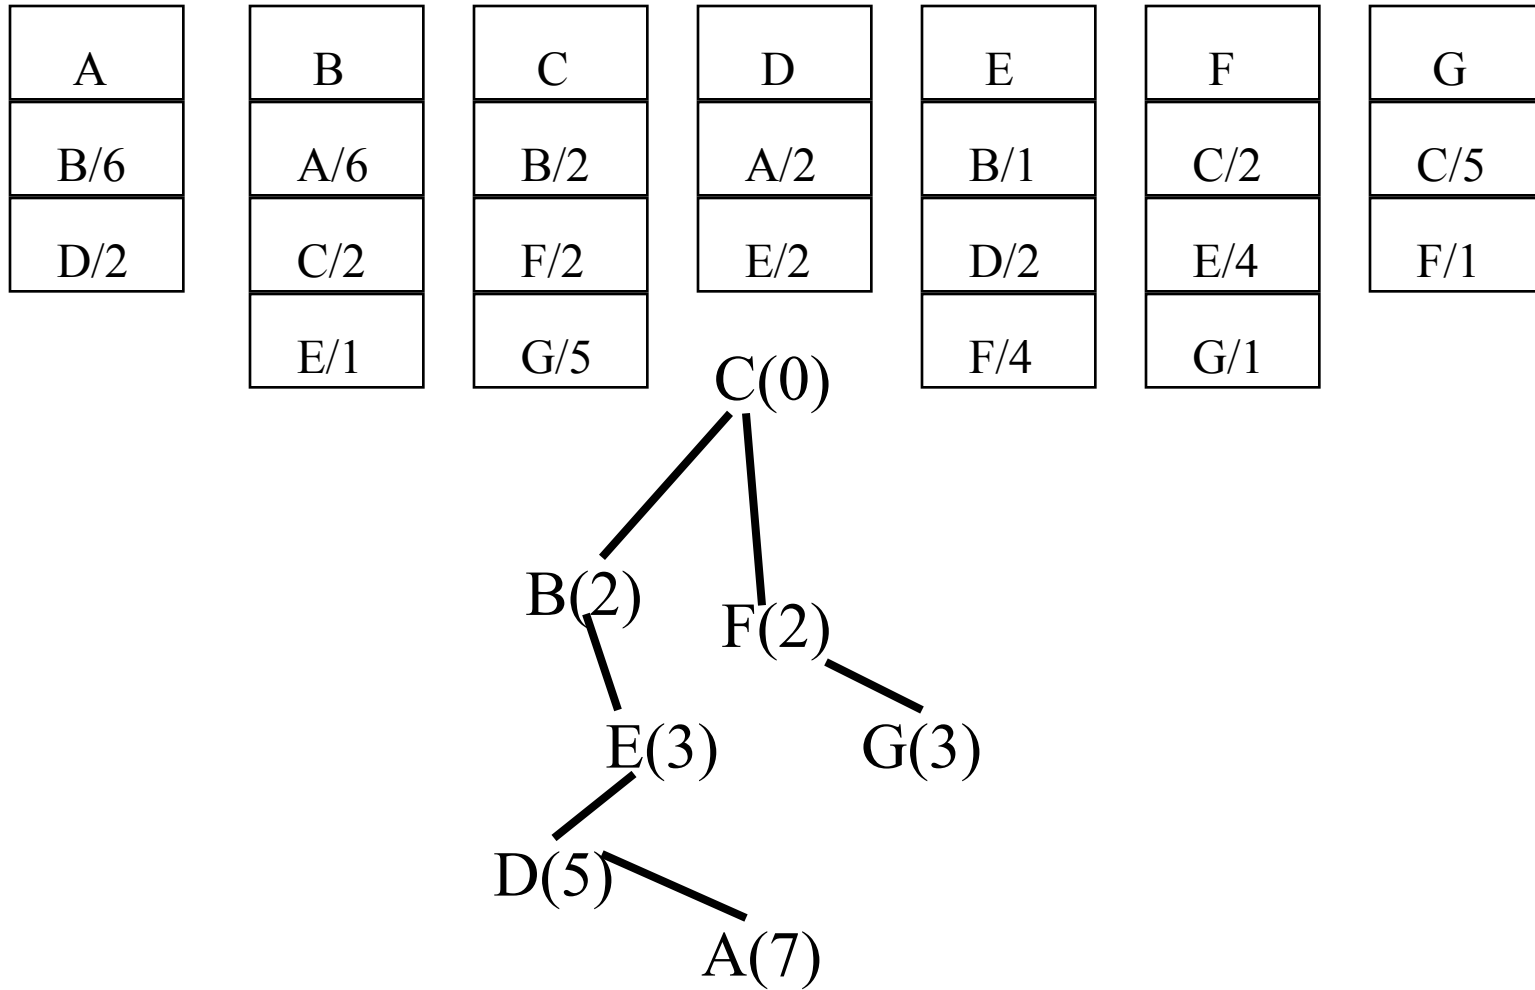 A B C D E F G
B/6 A/6 B/2 A/2 B/1 C/2 C/5
D/2 C/2 F/2 E/2 D/2 E/4 F/1
E/1 G/5 F/4 G/1
C(0)
B(2)
F(2)
E(3) G(3)
D(5)
A(7)